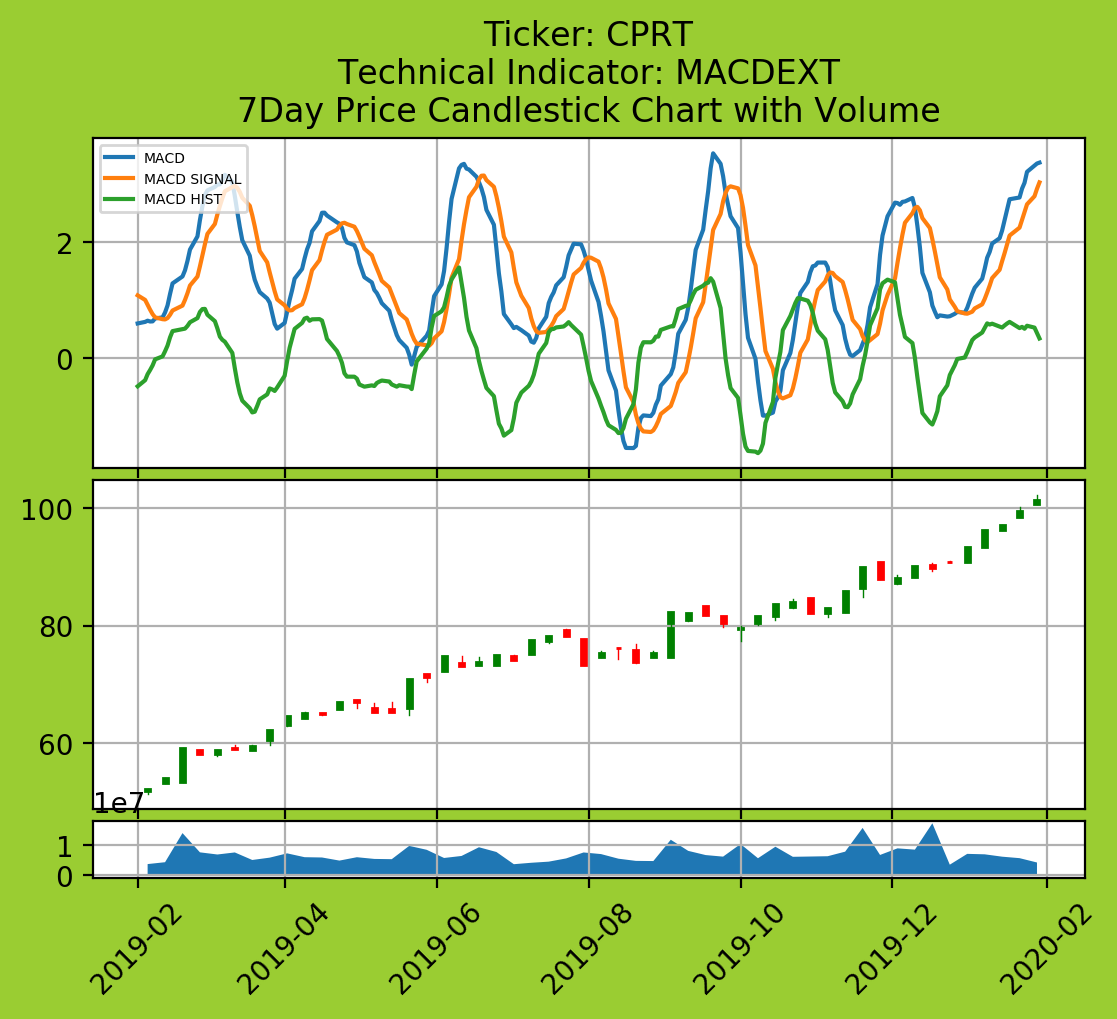 Ticker: CPRT
Technical Indicator: MACDEXT
7Day Price Candlestick Chart with Volume
MACD
MACD SIGNAL
MACD HIST
2
0
100
80
60
1e7
1
0
2019-02
2019-04
2019-06
2019-08
2019-10
2019-12
2020-02